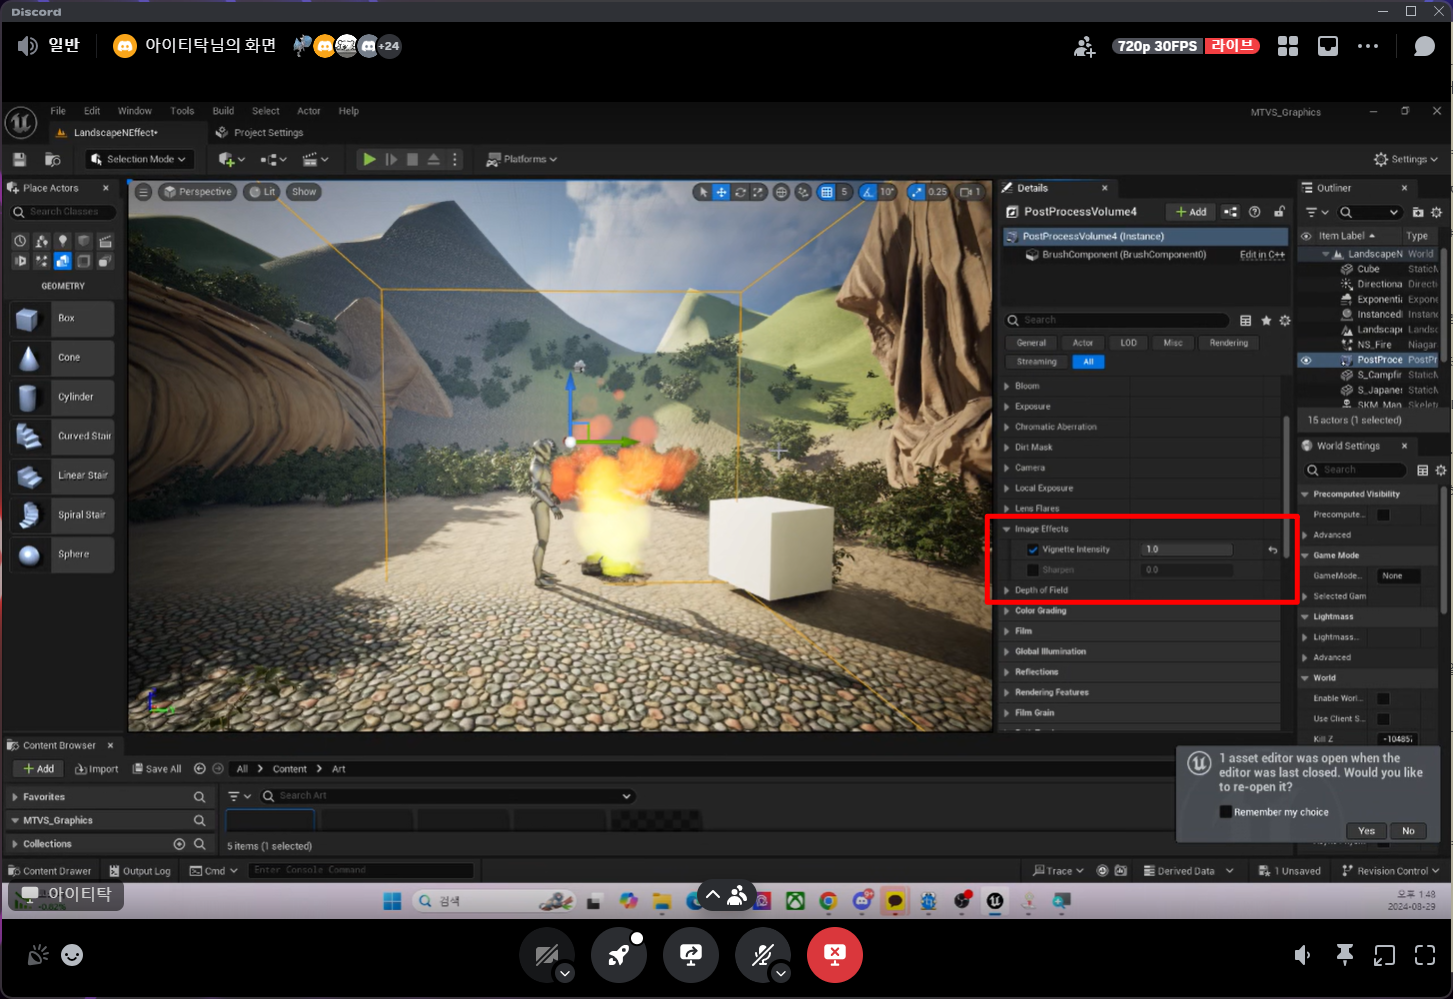 Discord
일반
아이티탁님의 화면
+24
720p 30FPS 라이브
File Edit Window Tools Build Select Actor Help
MTVS_Graphics
LandscapeNEffect•
Project Settings
Selection Mode
Platforms
Settings
Place Actors
Search Classes
GEOMETRY
Box
Cone
Cylinder
Curved Stair
Linear Stair
Spiral Stair
Sphere
Perspective Lit Show
5 10° 0.25 1
Details
PostProcessVolume4
Add
PostProcessVolume4 (Instance)
BrushComponent (BrushComponent0) Edit in C++
Search
General Actor LOD Misc Rendering
Streaming All
Bloom
Exposure
Chromatic Aberration
Dirt Mask
Camera
Local Exposure
Lens Flares
Image Effects
Vignette Intensity 1.0
Sharpen 0.0
Depth of Field
Color Grading
Film
Global Illumination
Reflections
Rendering Features
Film Grain
Outliner
Item Label Type
LandscapeN World
Cube StaticM
Directiona Directi
Exponentia Expone
Instanced Instanc
Landscape Landsc
NS_Fire Niagar
PostProce PostPr
S_Campfir StaticM
S_Japanes StaticM
SKM_Man Skelet
15 actors (1 selected)
World Settings
Search
Precomputed Visibility
Precompute...
Advanced
Game Mode
GameMode... None
Selected Gam
Lightmass
Lightmass...
Advanced
World
Enable Worl...
Use Client S...
Kill Z -104857
1 asset editor was open when the
editor was last closed. Would you like
to re-open it?
Remember my choice
Yes No
Content Browser
Add Import Save All All Content Art
Favorites
Search Art
MTVS_Graphics
Collections
5 items (1 selected)
Content Drawer Output Log Cmd Enter Console Command
Trace Derived Data 1 Unsaved Revision Control
아이티탁
검색
오후 1:48
2024-08-29